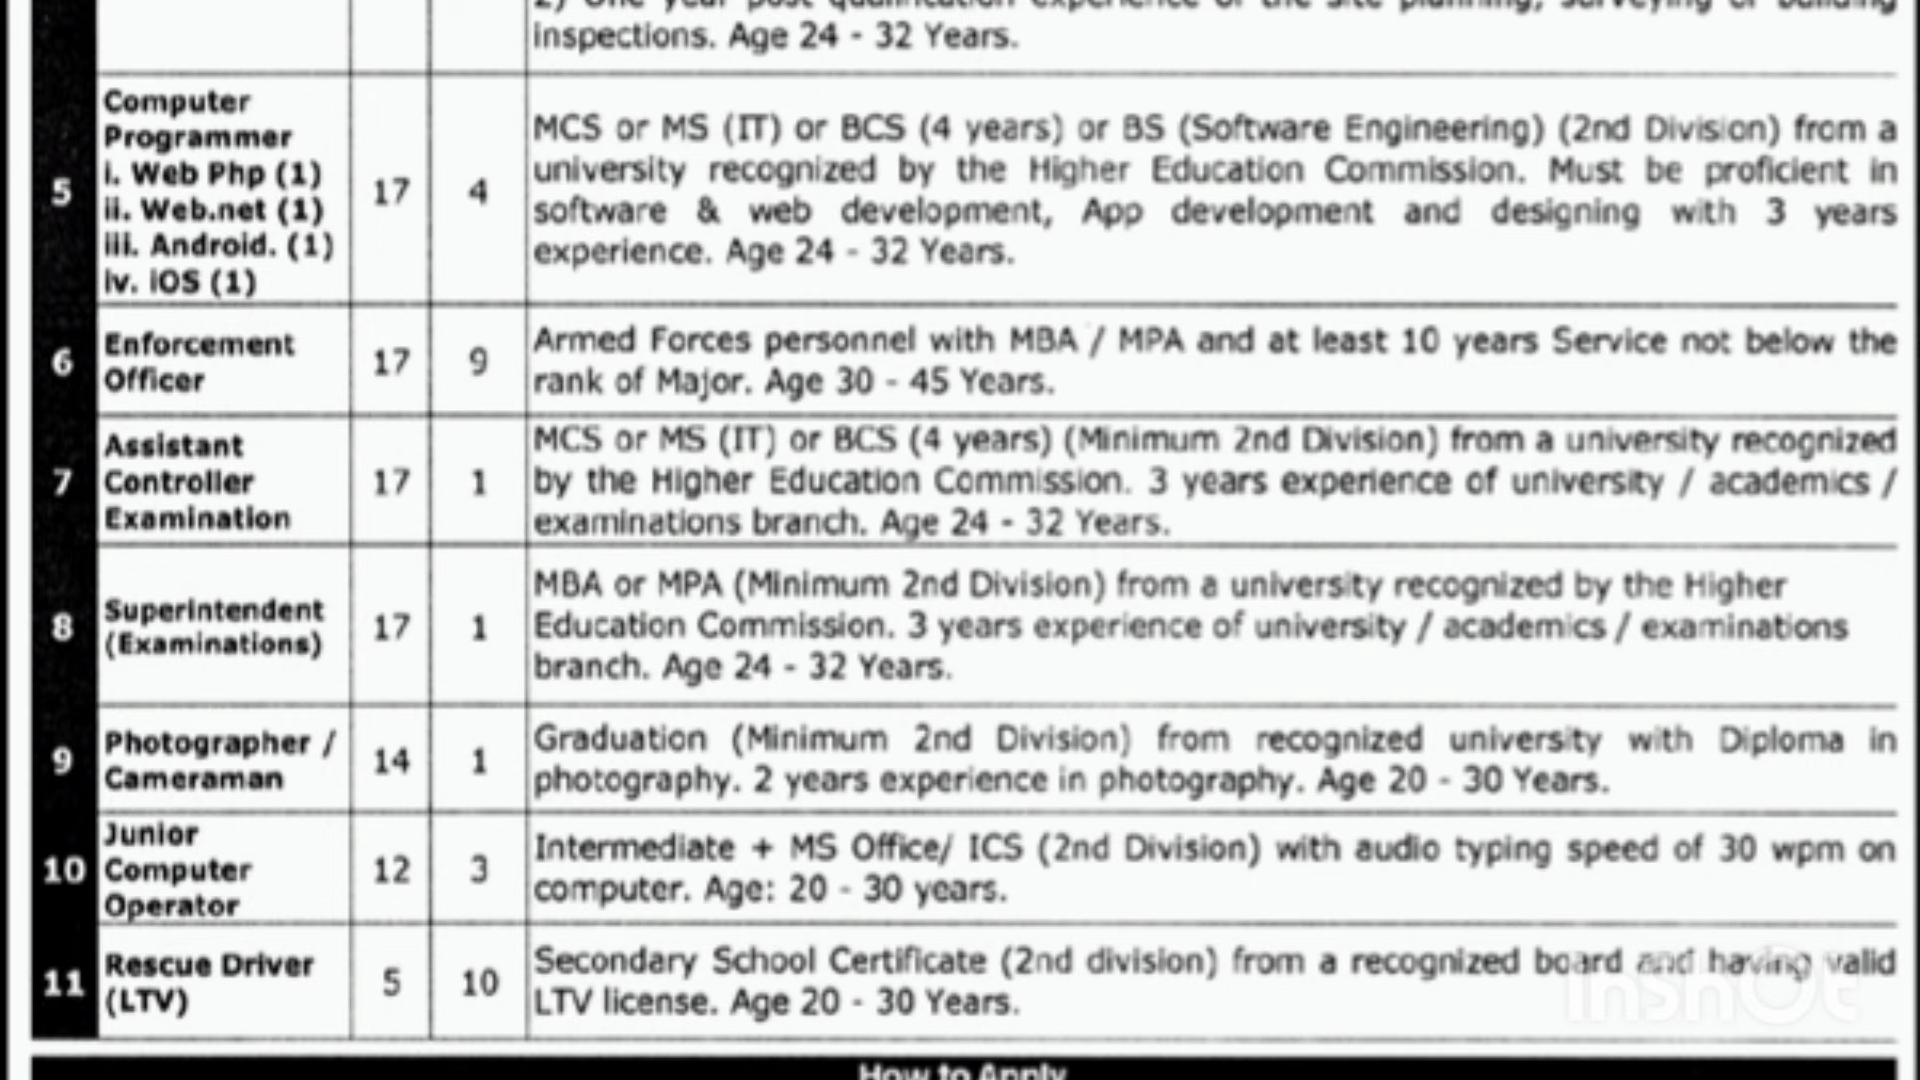 inspections. Age 24 - 32 Years.
5
Computer
Programmer
i. Web Php (1)
ii. Web.net (1)
iii. Android. (1)
iv. iOS (1)
17
4
MCS or MS (IT) or BCS (4 years) or BS (Software Engineering) (2nd Division) from a
university recognized by the Higher Education Commission. Must be proficient in
software & web development, App development and designing with 3 years
experience. Age 24 - 32 Years.
6
Enforcement
Officer
17
9
Armed Forces personnel with MBA / MPA and at least 10 years Service not below the
rank of Major. Age 30 - 45 Years.
7
Assistant
Controller
Examination
17
1
MCS or MS (IT) or BCS (4 years) (Minimum 2nd Division) from a university recognized
by the Higher Education Commission. 3 years experience of university / academics /
examinations branch. Age 24 - 32 Years.
8
Superintendent
(Examinations)
17
1
MBA or MPA (Minimum 2nd Division) from a university recognized by the Higher
Education Commission. 3 years experience of university / academics / examinations
branch. Age 24 - 32 Years.
9
Photographer /
Cameraman
14
1
Graduation (Minimum 2nd Division) from recognized university with Diploma in
photography. 2 years experience in photography. Age 20 - 30 Years.
10
Junior
Computer
Operator
12
3
Intermediate + MS Office/ ICS (2nd Division) with audio typing speed of 30 wpm on
computer. Age: 20 - 30 years.
11
Rescue Driver
(LTV)
5
10
Secondary School Certificate (2nd division) from a recognized board and having valid
LTV license. Age 20 - 30 Years.
InShOt
How to Apply